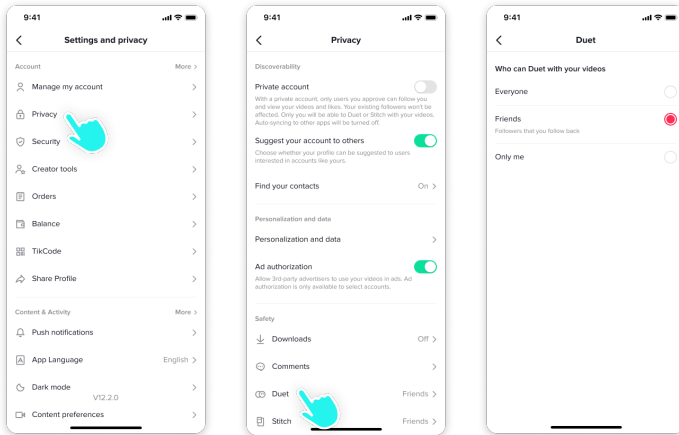 9:41
Settings and privacy
Account More >
Manage my account
Privacy
Security
Creator tools
Orders
Balance
TikCode
Share Profile
Content & Activity More >
Push notifications
App Language English
Dark mode
V12.2.0
Content preferences
9:41
Privacy
Discoverability
Private account
With a private account, only users you approve can follow you
and view your videos and likes. Your existing followers won't be
affected. Only you will be able to Duet or Stitch with your videos.
Auto syncing to other apps will be turned off.
Suggest your account to others
Choose whether your profile can be suggested to users
interested in accounts like yours.
Find your contacts On
Personalization and data
Personalization and data
Ad authorization
Allow 3rd-party advertisers to use your videos in ads. Ad
authorization is only available to select accounts.
Safety
Downloads Off
Comments
Duet Friends
Stitch Friends
9:41
Duet
Who can Duet with your videos
Everyone
Friends
Followers that you follow back
Only me